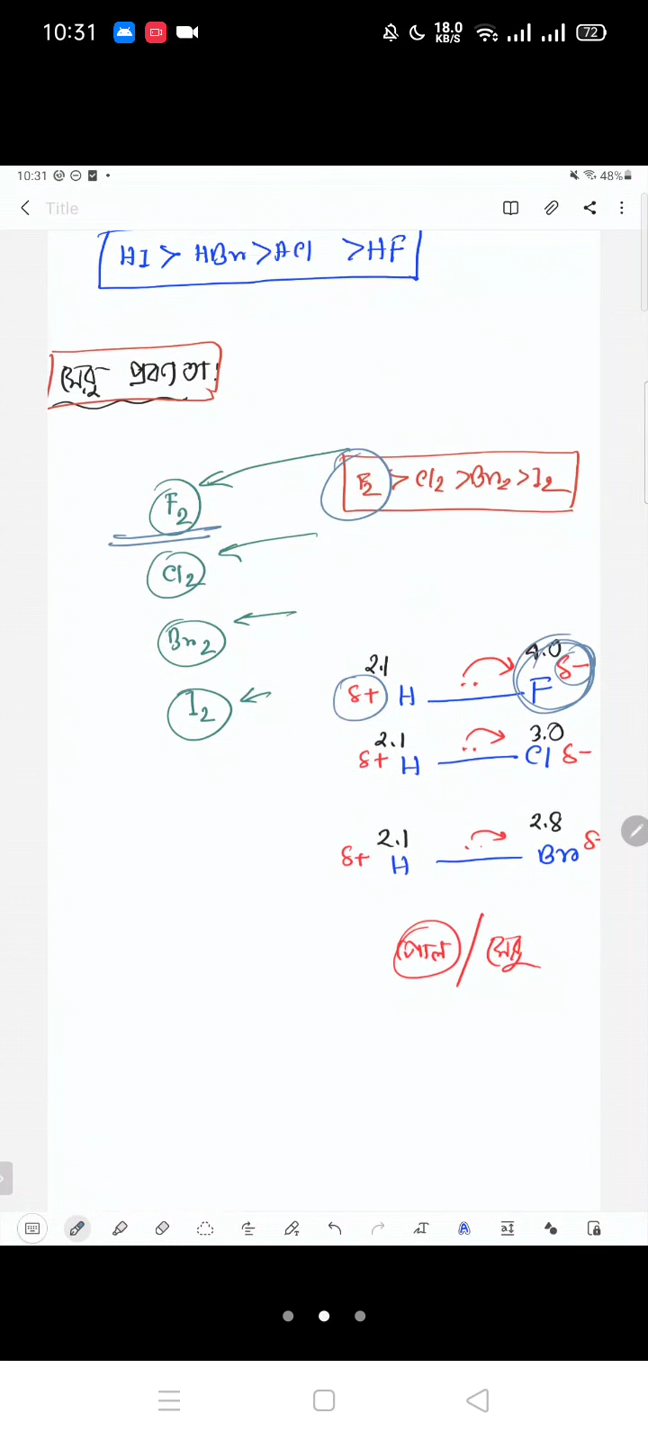 10:31 18.0 KB/S 72
10:31 48%
Title
HI > HBr > HCl > HF
মেরু প্রবণতা:
F₂ > Cl₂ > Br₂ > I₂
F₂
Cl₂
Br₂
I₂
2.1 4.0
δ+ H F δ-
2.1 3.0
δ+ H Cl δ-
2.1 2.8
δ+ H Br δ-
পোল / মেরু